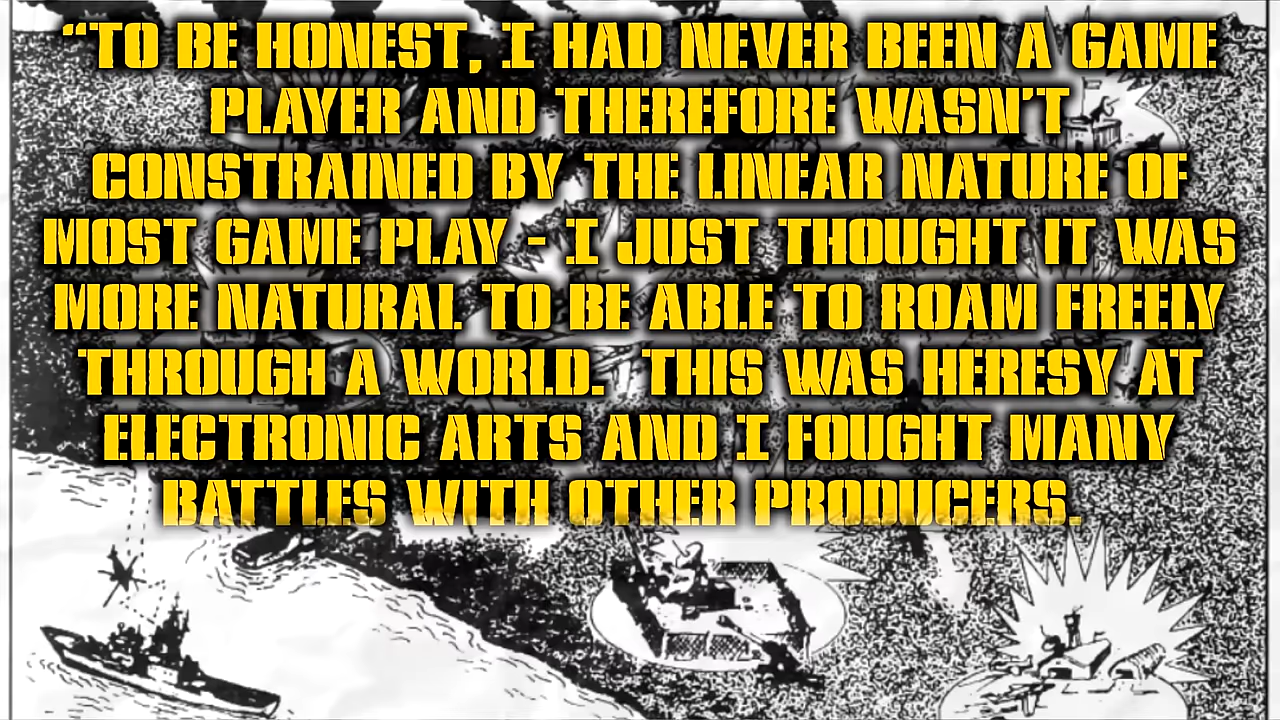 “TO BE HONEST, I HAD NEVER BEEN A GAME
PLAYER AND THEREFORE WASN’T
CONSTRAINED BY THE LINEAR NATURE OF
MOST GAME PLAY - I JUST THOUGHT IT WAS
MORE NATURAL TO BE ABLE TO ROAM FREELY
THROUGH A WORLD. THIS WAS HERESY AT
ELECTRONIC ARTS AND I FOUGHT MANY
BATTLES WITH OTHER PRODUCERS.